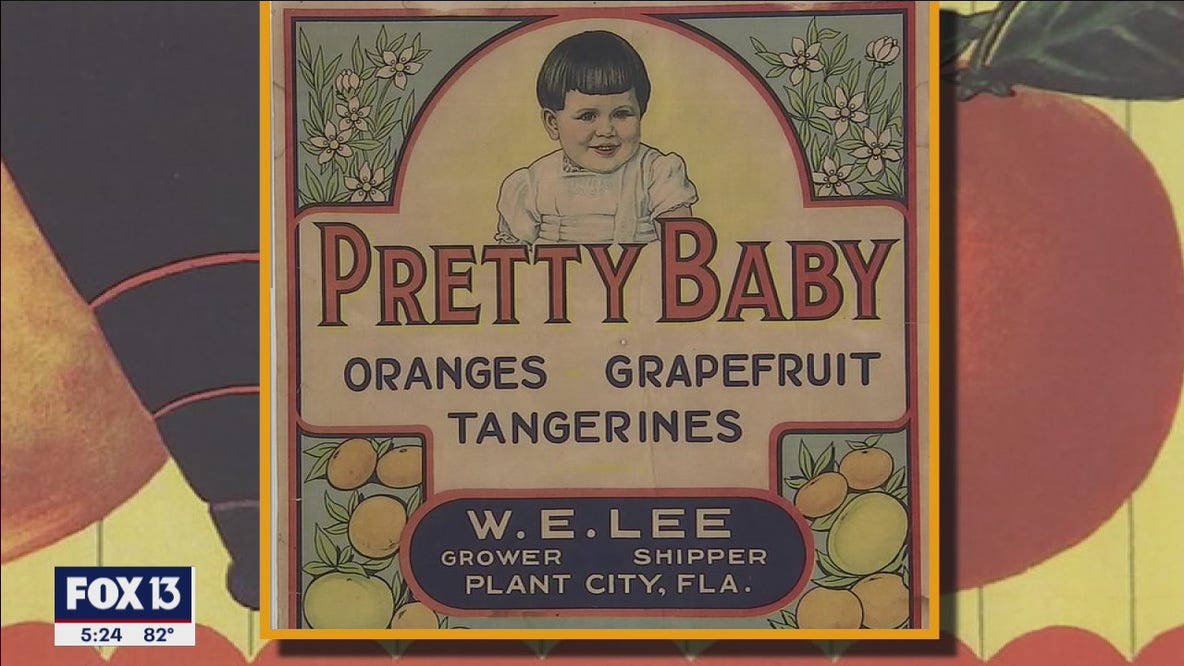 PRETTY BABY
ORANGES GRAPEFRUIT
TANGERINES
W. E. LEE
GROWER SHIPPER
PLANT CITY, FLA.
FOX 13
5:24 82°